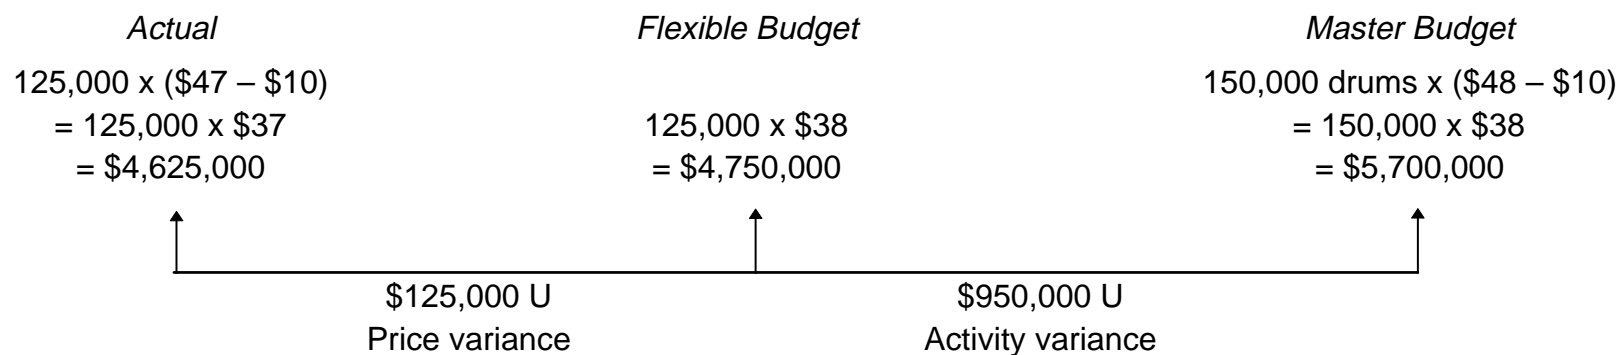 Actual Flexible Budget Master Budget
125,000 x ($47 – $10) 150,000 drums x ($48 – $10)
= 125,000 x $37 125,000 x $38 = 150,000 x $38
= $4,625,000 = $4,750,000 = $5,700,000
$125,000 U $950,000 U
Price variance Activity variance